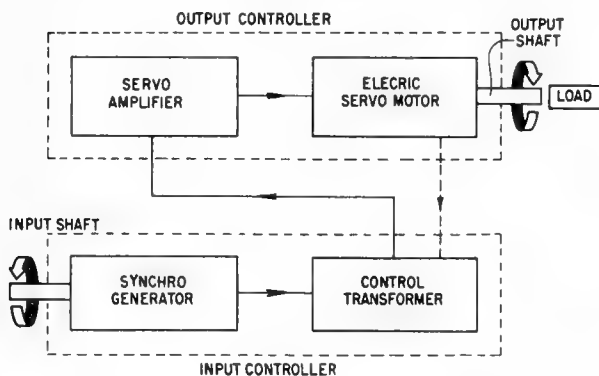 OUTPUT CONTROLLER
OUTPUT
SHAFT
SERVO
AMPLIFIER
ELECRIC
SERVO MOTOR
LOAD
INPUT SHAFT
SYNCHRO
GENERATOR
CONTROL
TRANSFORMER
INPUT CONTROLLER